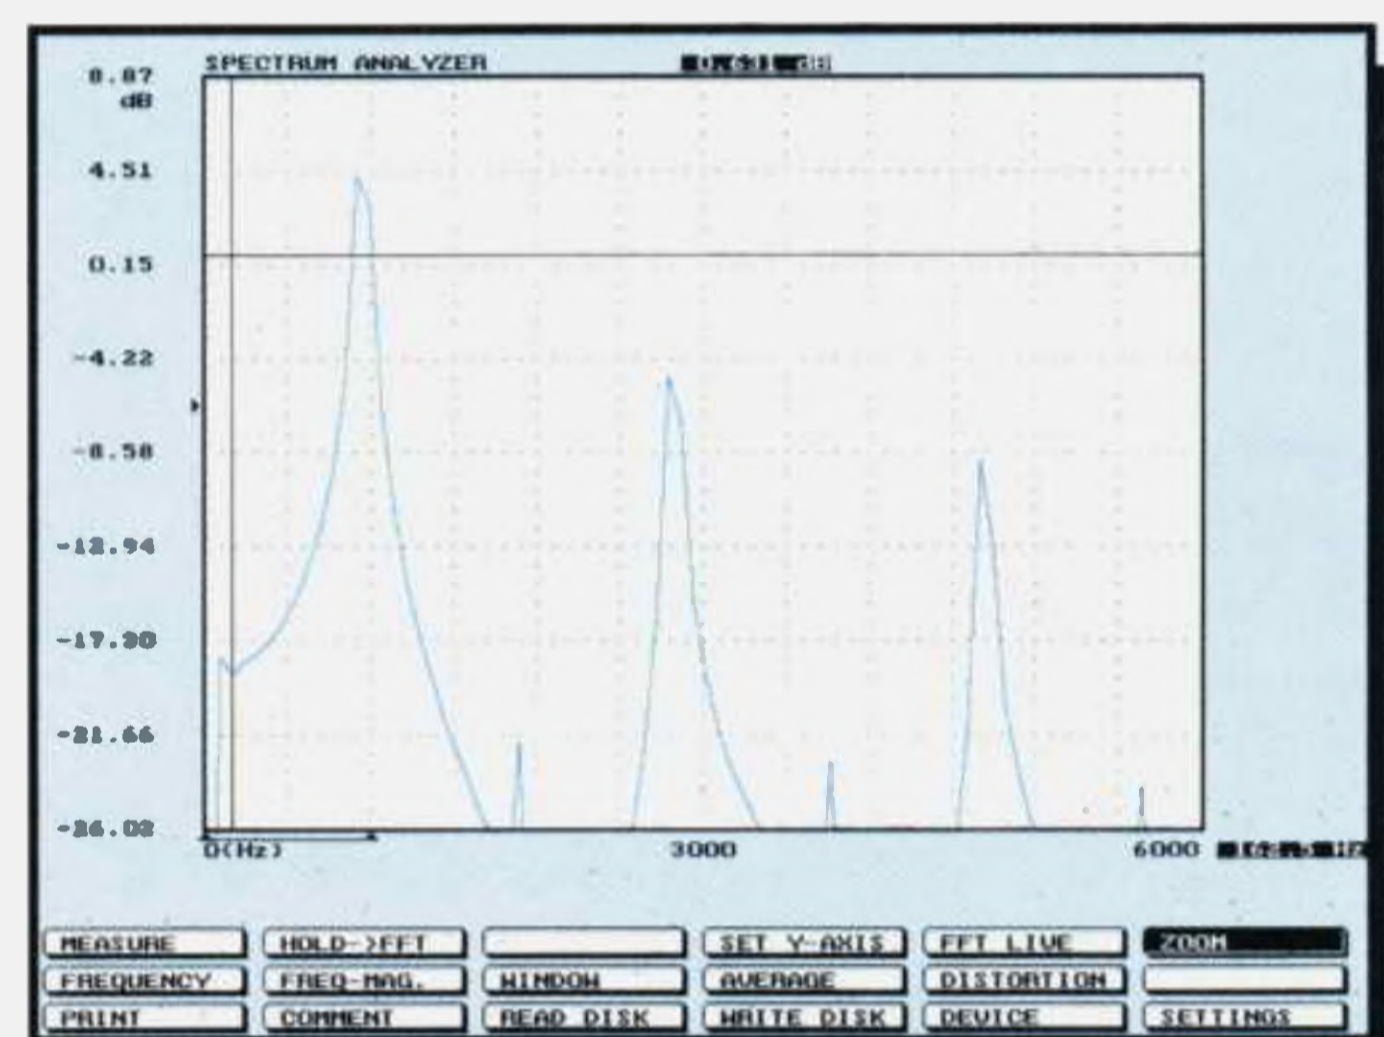 SPECTRUM ANALYZER
8.87
dB
4.51
0.15
-4.22
-8.58
-12.94
-17.30
-21.66
-26.02
0(Hz) 3000 6000
MEASURE HOLD->FFT SET Y-AXIS FFT LIVE ZOOM
FREQUENCY FREQ-MAG. WINDOW AVERAGE DISTORTION
PRINT COMMENT READ DISK WRITE DISK DEVICE SETTINGS